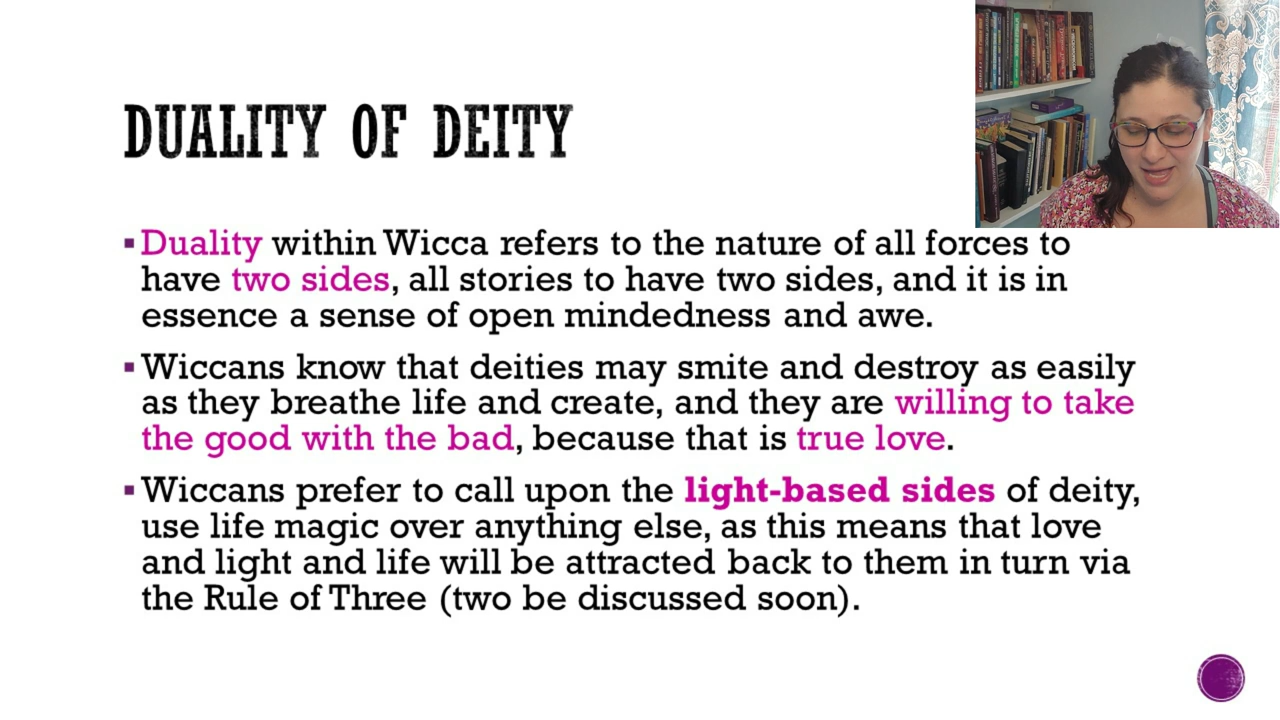 DUALITY OF DEITY
▪Duality within Wicca refers to the nature of all forces to
have two sides, all stories to have two sides, and it is in
essence a sense of open mindedness and awe.
▪Wiccans know that deities may smite and destroy as easily
as they breathe life and create, and they are willing to take
the good with the bad, because that is true love.
▪Wiccans prefer to call upon the light-based sides of deity,
use life magic over anything else, as this means that love
and light and life will be attracted back to them in turn via
the Rule of Three (two be discussed soon).